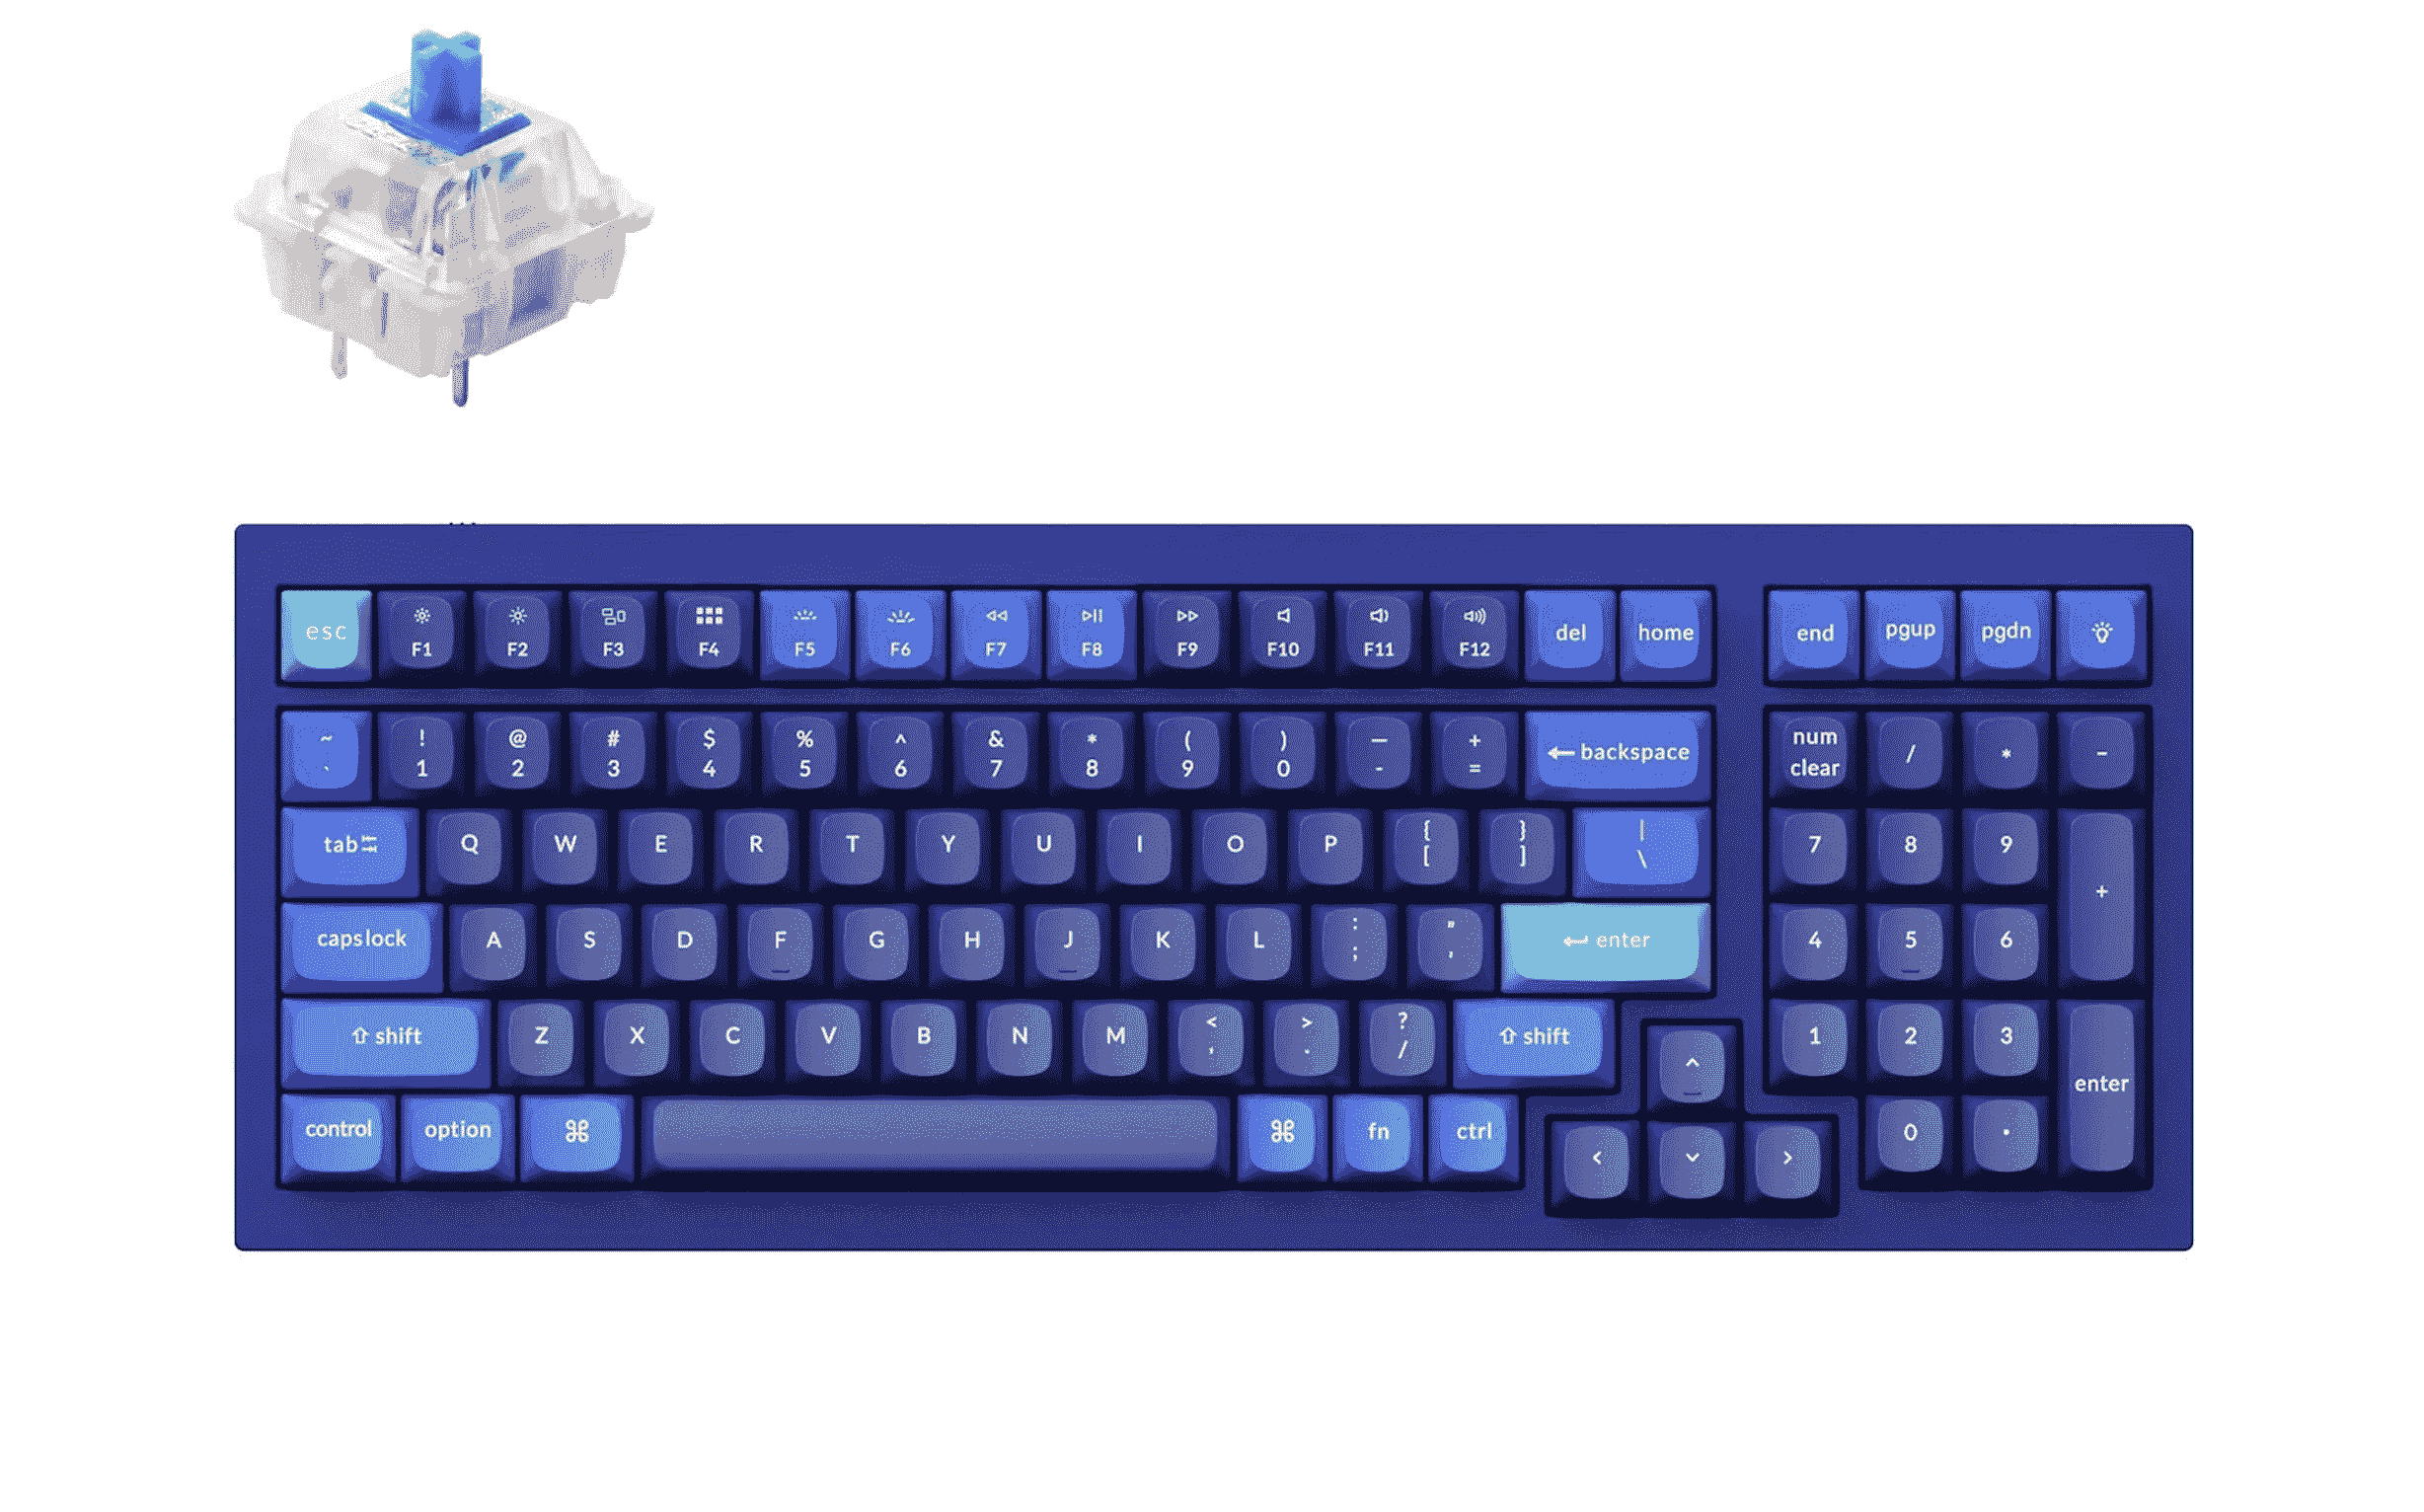 esc F1 F2 F3 F4 F5 F6 F7 F8 F9 F10 F11 F12 del home end pgup pgdn
~ ! @ # $ % ^ & * ( ) — +
` 1 2 3 4 5 6 7 8 9 0 - = ← backspace num clear / * -
tab Q W E R T Y U I O P { [ } ] | \ 7 8 9 +
caps lock A S D F G H J K L : ; " ' ↵ enter 4 5 6
⇧ shift Z X C V B N M < , > . ? / ⇧ shift ^ 1 2 3 enter
control option ⌘ ⌘ fn ctrl < ⌄ > 0 .